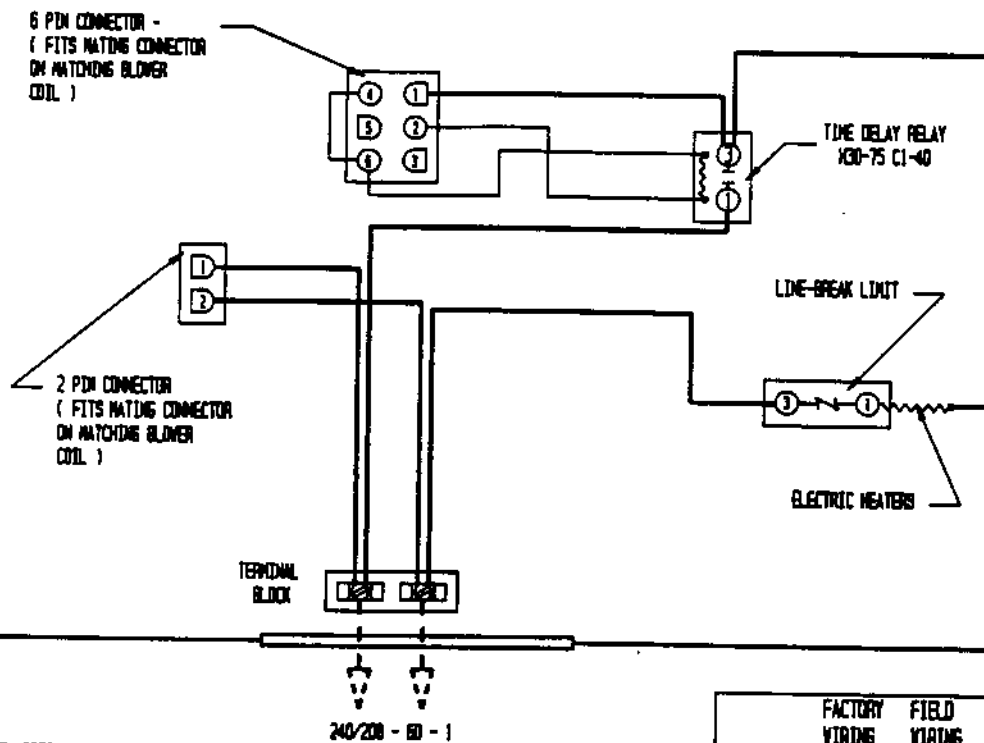 6 PIN CONNECTOR -
( FITS MATING CONNECTOR
ON MATCHING BLOWER
COIL )
4 1
5 2
6 3
TIME DELAY RELAY
X30-75 C1-40
3
1
1
2
LINE-BREAK LIMIT
2 PIN CONNECTOR
( FITS MATING CONNECTOR
ON MATCHING BLOWER
COIL )
3
ELECTRIC HEATERS
TERMINAL
BLOCK
240/208 - 60 - 1
FACTORY FIELD
WIRING WIRING